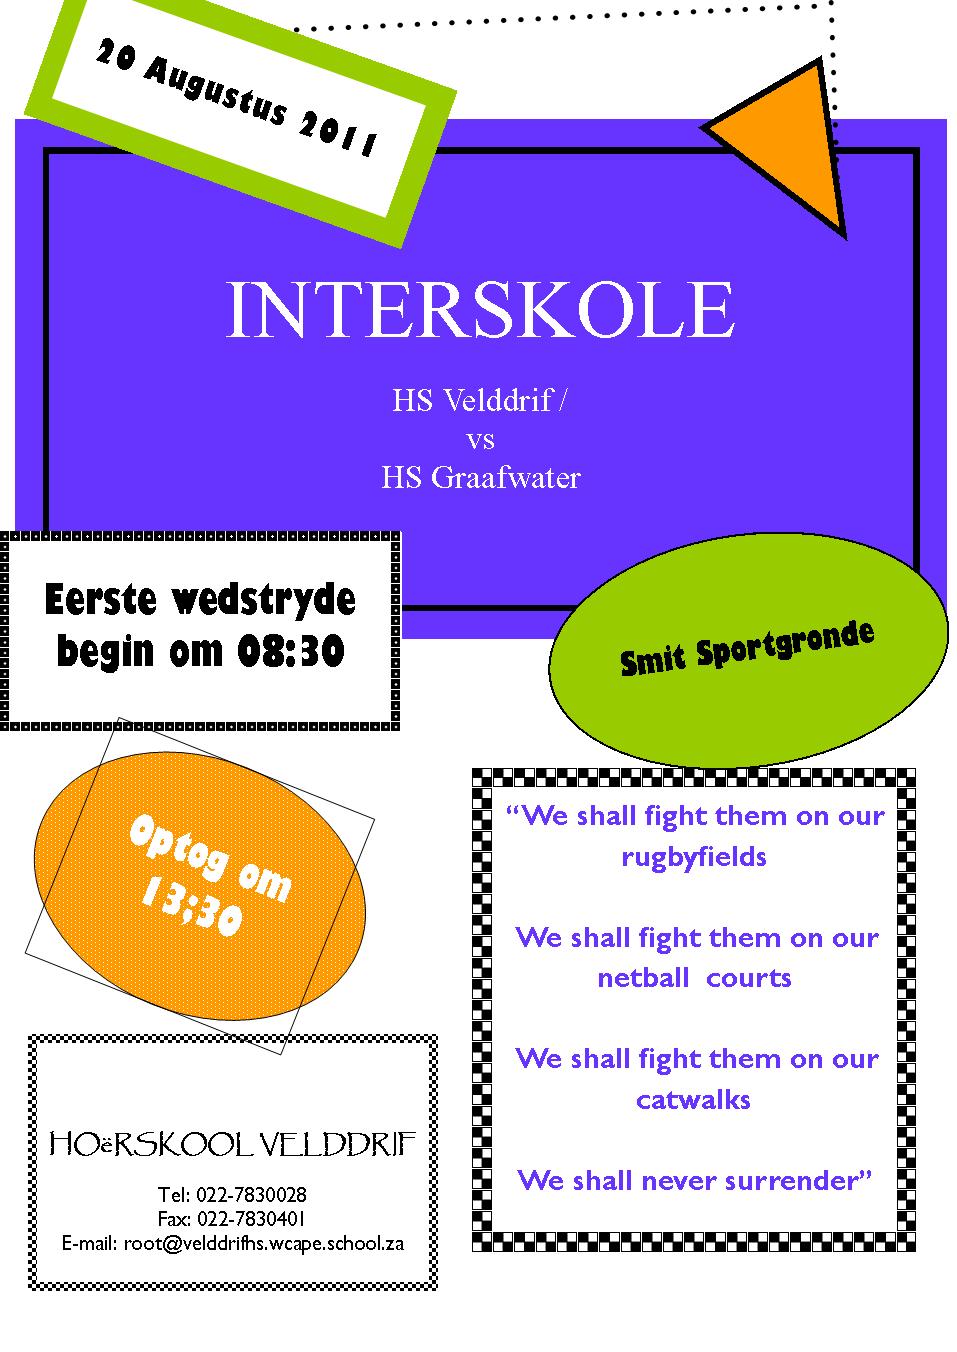 20 Augustus 2011
INTERSKOLE
HS Velddrif /
vs
HS Graafwater
Eerste wedstryde
begin om 08:30
Smit Sportgronde
Optog om
13;30
“We shall fight them on our
rugbyfields
We shall fight them on our
netball courts
We shall fight them on our
catwalks
We shall never surrender”
HOëRSKOOL VELDDRIF
Tel: 022-7830028
Fax: 022-7830401
E-mail: root@velddrifhs.wcape.school.za